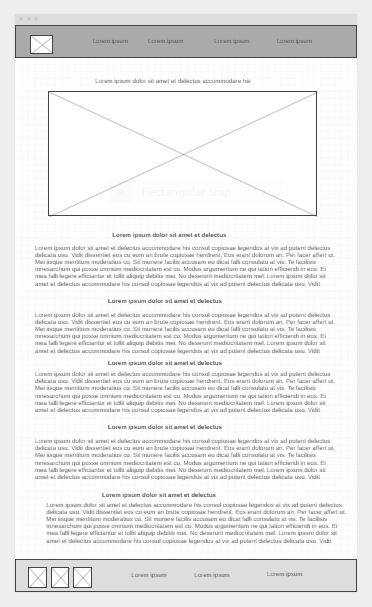 Lorem ipsum Lorem ipsum Lorem ipsum Lorem ipsum
Lorem ipsum dolor sit amet et delectus accommodare his
Rectangular Snip
Lorem ipsum dolor sit amet et delectus
Lorem ipsum dolor sit amet et delectus accommodare his consul copiosae legendos at vix ad putent delectus
delicata usu. Vidit dissentiet eos cu eum an brute copiosae hendrerit. Eos erant dolorum an. Per facer affert ut.
Mei iisque mentitum moderatius cu. Sit munere facilis accusam eu dicat falli consulatu at vis. Te facilisis
mnesarchum qui posse omnium mediocritatem est cu. Modus argumentum ne qui tation efficiendi in eos. Ei
mea falli legere efficiantur et tollit aliquip debitis mediocritatem. Lorem ipsum dolor sit
amet et delectus accommodare his consul copiosae legendos at vix ad putent delectus delicata usu. Vidit
Lorem ipsum dolor sit amet et delectus
Lorem ipsum dolor sit amet et delectus accommodare his consul copiosae legendos at vix ad putent delectus
delicata usu. Vidit dissentiet eos cu eum an brute copiosae hendrerit. Eos erant dolorum an. Per facer affert ut.
Mei iisque mentitum moderatius cu. Sit munere facilis accusam eu dicat falli consulatu at vis. Te facilisis
mnesarchum qui posse omnium mediocritatem est cu. Modus argumentum ne qui tation efficiendi in eos. Ei
mea falli legere efficiantur et tollit aliquip debitis mediocritatem. Lorem ipsum dolor sit
amet et delectus accommodare his consul copiosae legendos at vix ad putent delectus delicata usu. Vidit
Lorem ipsum dolor sit amet et delectus
Lorem ipsum dolor sit amet et delectus accommodare his consul copiosae legendos at vix ad putent delectus
delicata usu. Vidit dissentiet eos cu eum an brute copiosae hendrerit. Eos erant dolorum an. Per facer affert ut.
Mei iisque mentitum moderatius cu. Sit munere facilis accusam eu dicat falli consulatu at vis. Te facilisis
mnesarchum qui posse omnium mediocritatem est cu. Modus argumentum ne qui tation efficiendi in eos. Ei
mea falli legere efficiantur et tollit aliquip debitis mediocritatem. Lorem ipsum dolor sit
amet et delectus accommodare his consul copiosae legendos at vix ad putent delectus delicata usu. Vidit
Lorem ipsum dolor sit amet et delectus
Lorem ipsum dolor sit amet et delectus accommodare his consul copiosae legendos at vix ad putent delectus
delicata usu. Vidit dissentiet eos cu eum an brute copiosae hendrerit. Eos erant dolorum an. Per facer affert ut.
Mei iisque mentitum moderatius cu. Sit munere facilis accusam eu dicat falli consulatu at vis. Te facilisis
mnesarchum qui posse omnium mediocritatem est cu. Modus argumentum ne qui tation efficiendi in eos. Ei
mea falli legere efficiantur et tollit aliquip debitis mediocritatem. Lorem ipsum dolor sit
amet et delectus accommodare his consul copiosae legendos at vix ad putent delectus delicata usu. Vidit
Lorem ipsum dolor sit amet et delectus
Lorem ipsum dolor sit amet et delectus accommodare his consul copiosae legendos at vix ad putent delectus
delicata usu. Vidit dissentiet eos cu eum an brute copiosae hendrerit. Eos erant dolorum an. Per facer affert ut.
Mei iisque mentitum moderatius cu. Sit munere facilis accusam eu dicat falli consulatu at vis. Te facilisis
mnesarchum qui posse omnium mediocritatem est cu. Modus argumentum ne qui tation efficiendi in eos. Ei
mea falli legere efficiantur et tollit aliquip debitis mediocritatem. Lorem ipsum dolor sit
amet et delectus accommodare his consul copiosae legendos at vix ad putent delectus delicata usu. Vidit
Lorem ipsum Lorem ipsum Lorem ipsum